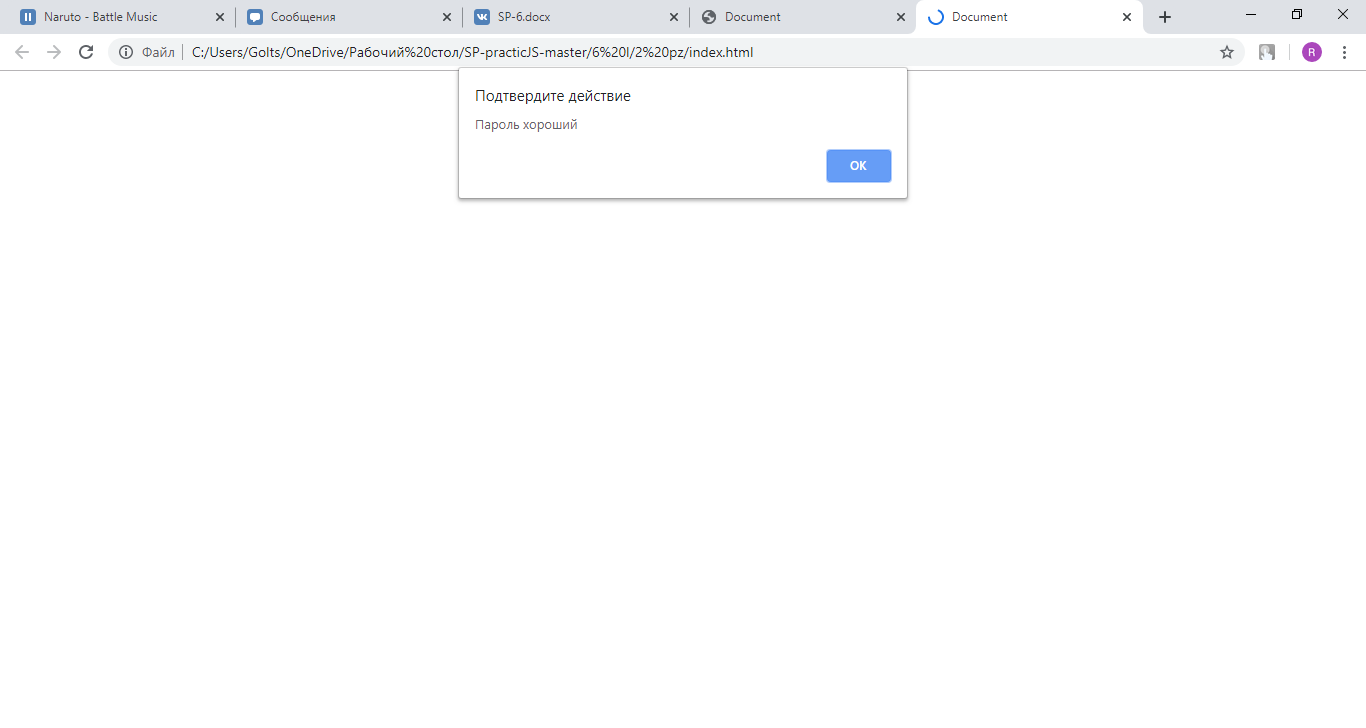 Naruto - Battle Music
Сообщения
SP-6.docx
Document
Document
Файл
C:/Users/Golts/OneDrive/Рабочий%20стол/SP-practicJS-master/6%20l/2%20pz/index.html
R
Подтвердите действие
Пароль хороший
ОК